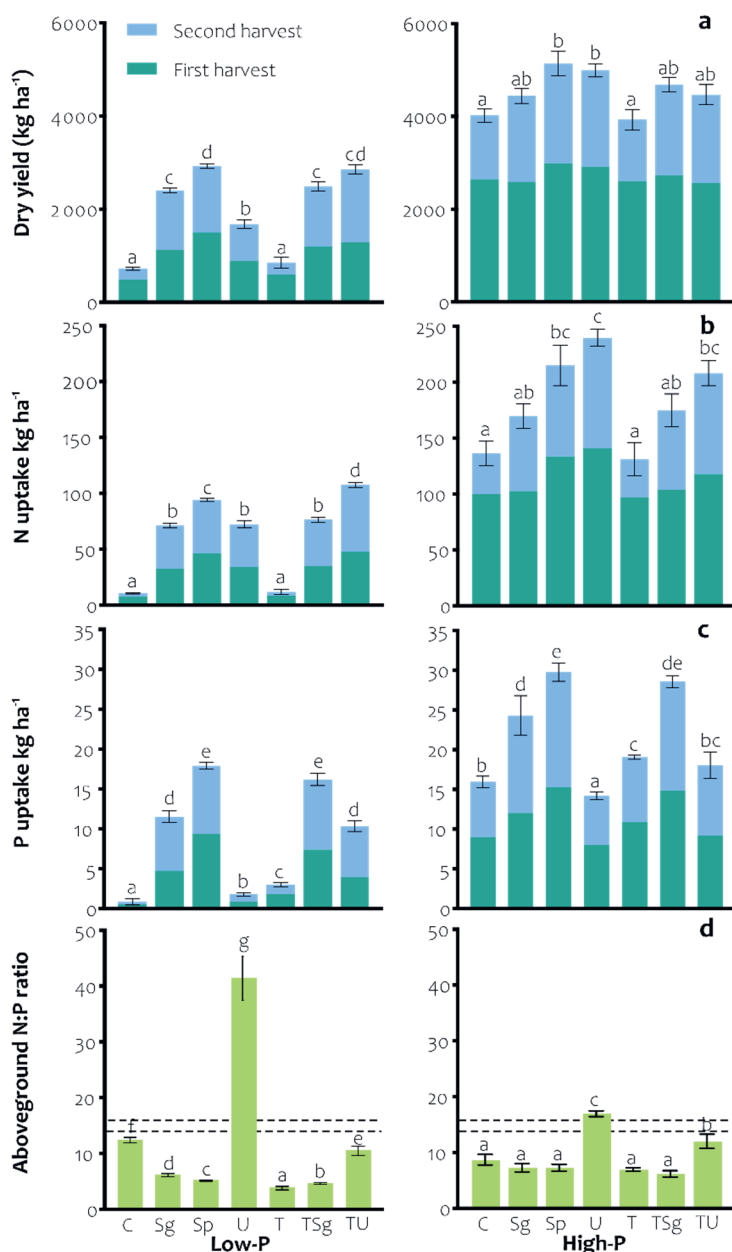 Second harvest
First harvest
a
Dry yield (kg ha⁻¹)
6000
4000
2000
0
a
c
d
b
a
c
cd
6000
4000
2000
0
a
ab
b
b
a
ab
ab
b
N uptake kg ha⁻¹
250
200
150
100
50
0
a
b
c
b
a
b
d
250
200
150
100
50
0
a
ab
bc
c
a
ab
bc
c
P uptake kg ha⁻¹
35
30
25
20
15
10
5
0
a
d
e
b
c
e
d
35
30
25
20
15
10
5
0
b
d
e
a
c
de
bc
d
Aboveground N:P ratio
50
40
30
20
10
0
f
d
c
g
a
b
e
50
40
30
20
10
0
a
a
a
c
a
a
b
C Sg Sp U T TSg TU
Low-P
C Sg Sp U T TSg TU
High-P